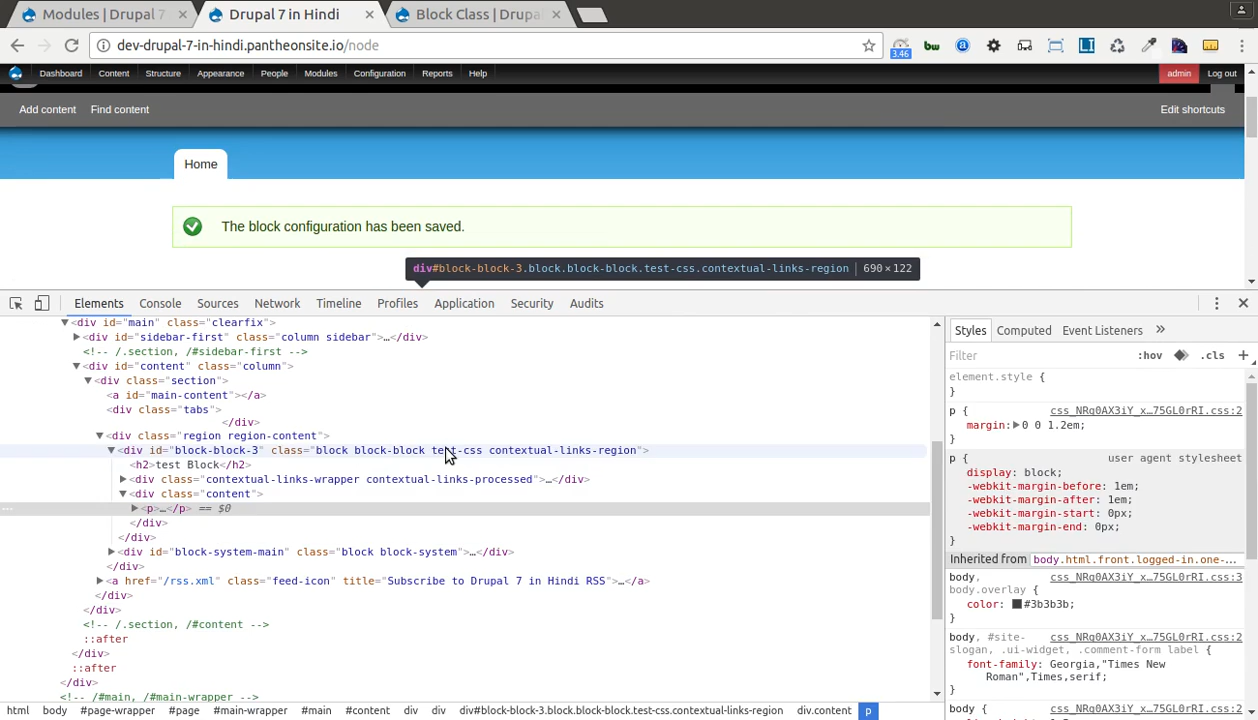 Modules | Drupal 7
Drupal 7 in Hindi
Block Class | Drupal
dev-drupal-7-in-hindi.pantheonsite.io/node
3.46
bw
a
LI
Dashboard Content Structure Appearance People Modules Configuration Reports Help admin Log out
Add content Find content Edit shortcuts
Home
The block configuration has been saved.
div#block-block-3.block.block-block.test-css.contextual-links-region 690 × 122
Elements Console Sources Network Timeline Profiles Application Security Audits
<div id="main" class="clearfix">
<div id="sidebar-first" class="column sidebar">…</div>
<!-- /.section, /#sidebar-first -->
<div id="content" class="column">
<div class="section">
<a id="main-content"></a>
<div class="tabs">
</div>
<div class="region region-content">
<div id="block-block-3" class="block block-block test-css contextual-links-region">
<h2>test Block</h2>
<div class="contextual-links-wrapper contextual-links-processed">…</div>
<div class="content">
… <p>…</p> == $0
</div>
</div>
<div id="block-system-main" class="block block-system">…</div>
</div>
<a href="/rss.xml" class="feed-icon" title="Subscribe to Drupal 7 in Hindi RSS">…</a>
</div>
</div>
<!-- /.section, /#content -->
::after
</div>
::after
</div>
<!-- /#main, /#main-wrapper -->
html body #page-wrapper #page #main-wrapper #main #content div div div#block-block-3.block.block-block.test-css.contextual-links-region div.content p
Styles Computed Event Listeners »
Filter :hov .cls +
element.style {
}
p { css_NRg0AX3iY_x…75GL0rRI.css:2
margin: 0 0 1.2em;
}
p { user agent stylesheet
display: block;
-webkit-margin-before: 1em;
-webkit-margin-after: 1em;
-webkit-margin-start: 0px;
-webkit-margin-end: 0px;
}
Inherited from body.html.front.logged-in.one-…
body, css_NRg0AX3iY_x…75GL0rRI.css:3
body.overlay {
color: #3b3b3b;
}
body, #site- css_NRg0AX3iY_x…75GL0rRI.css:2
slogan, .ui-widget, .comment-form label {
font-family: Georgia,"Times New
Roman",Times,serif;
}
body { css_NRg0AX3iY_x…75GL0rRI.css:2